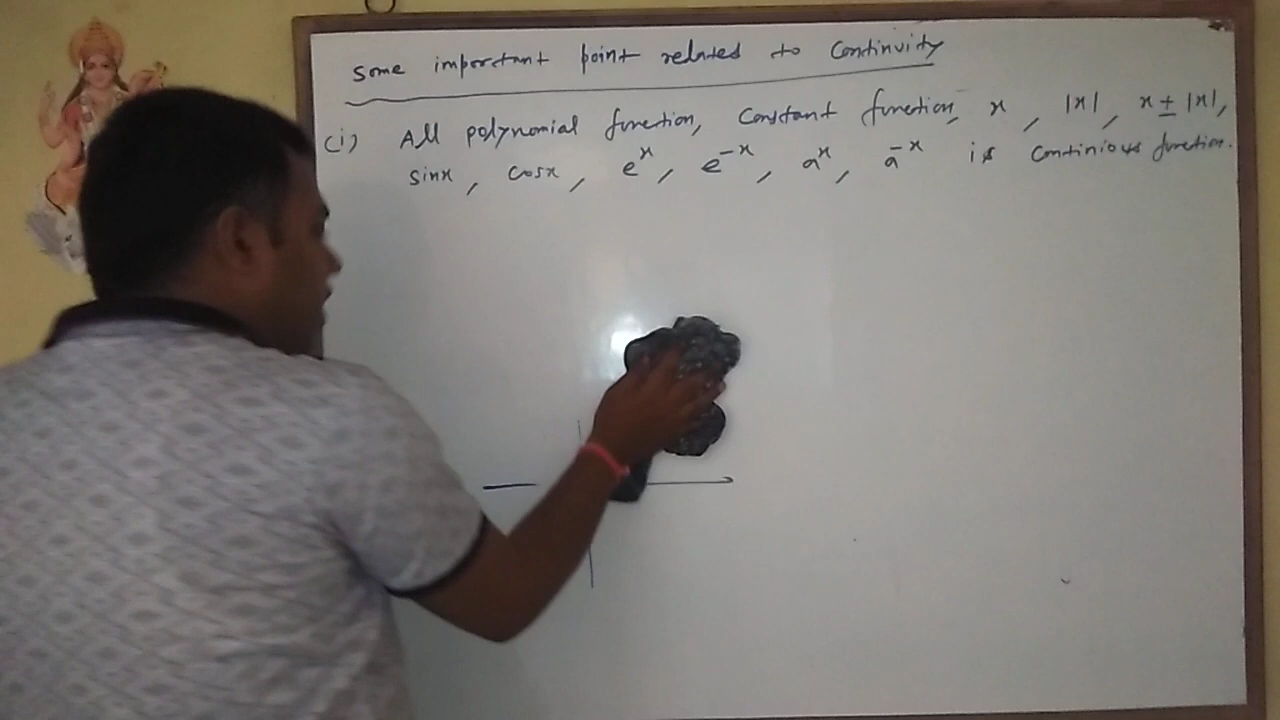 Some important point related to Continuity
(i) All polynomial function, Constant function, x, |x|, x ± |x|,
sinx, cosx, e^x, e^-x, a^x, a^-x is continious function.